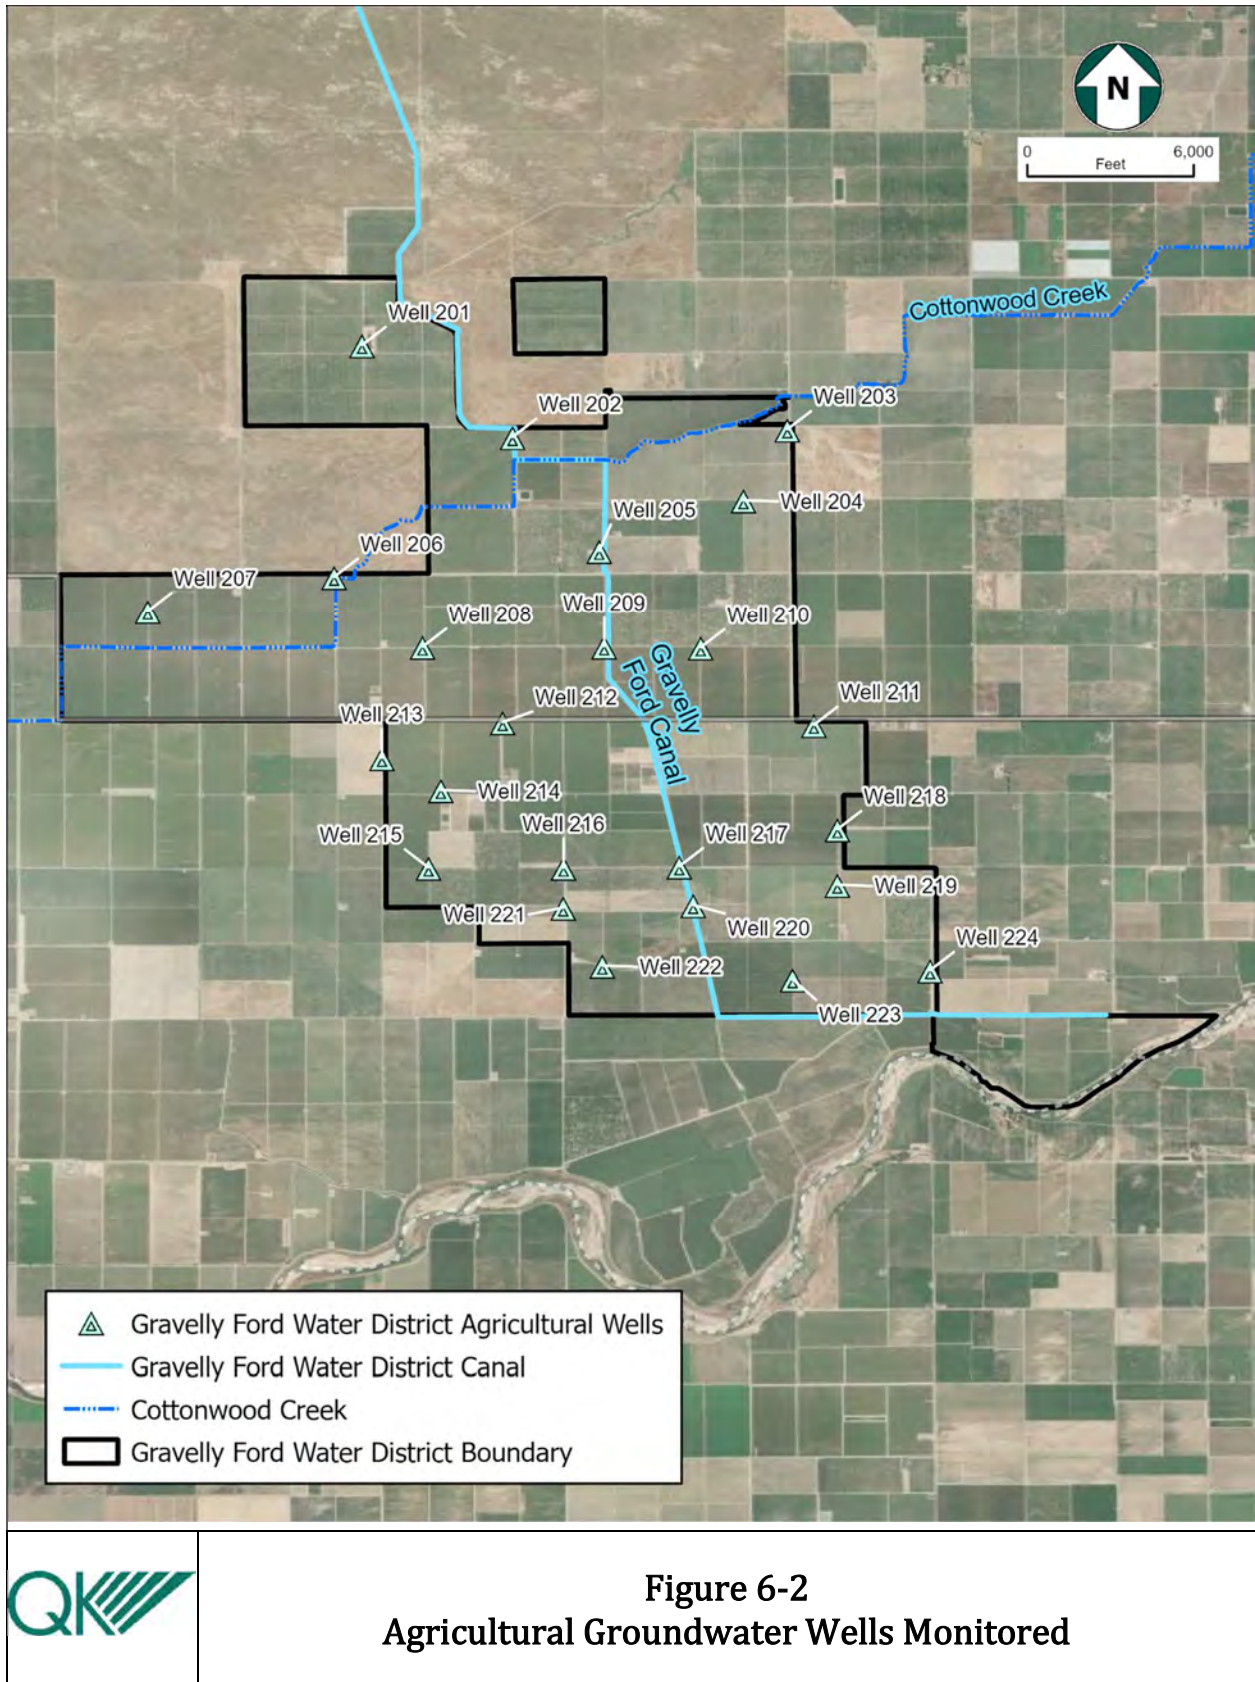 N
0 6,000
Feet
Cottonwood Creek
Well 201
Well 202
Well 203
Well 204
Well 205
Well 206
Well 207
Well 208
Well 209
Well 210
Gravelly
Ford Canal
Well 211
Well 212
Well 213
Well 214
Well 218
Well 215
Well 216
Well 217
Well 219
Well 221
Well 220
Well 224
Well 222
Well 223
Gravelly Ford Water District Agricultural Wells
Gravelly Ford Water District Canal
Cottonwood Creek
Gravelly Ford Water District Boundary
QK
Figure 6-2
Agricultural Groundwater Wells Monitored